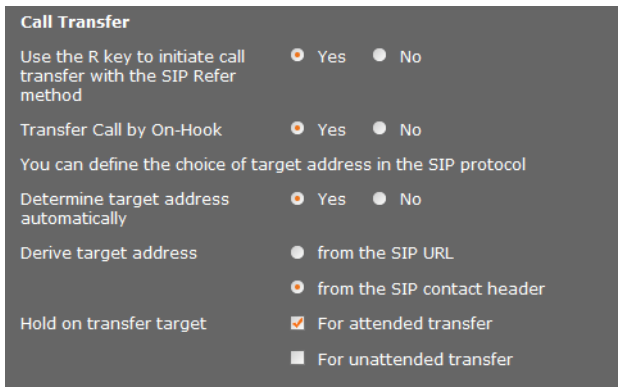 Call Transfer
Use the R key to initiate call Yes No
transfer with the SIP Refer
method
Transfer Call by On-Hook Yes No
You can define the choice of target address in the SIP protocol
Determine target address Yes No
automatically
Derive target address from the SIP URL
from the SIP contact header
Hold on transfer target For attended transfer
For unattended transfer